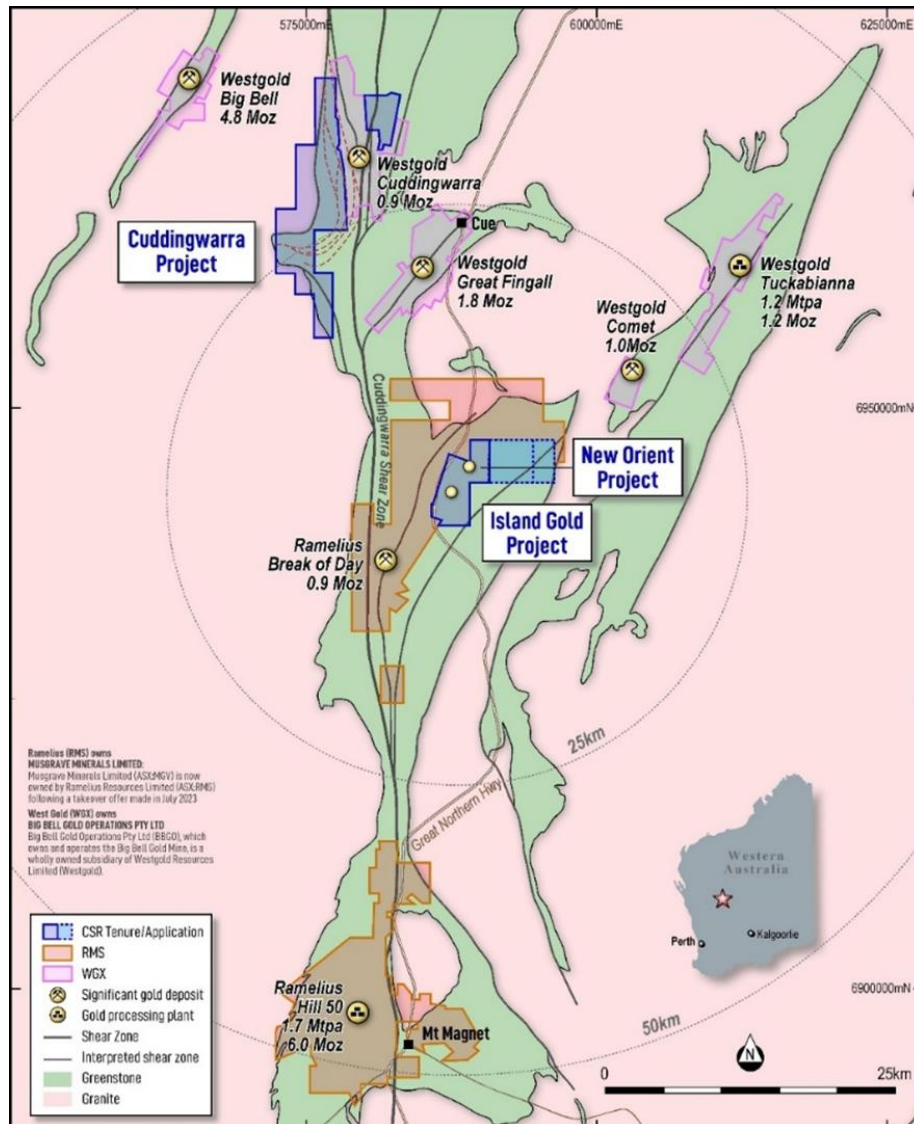 575000mE
600000mE
625000mE
Westgold
Big Bell
4.8 Moz
Westgold
Cuddingwarra
0.9 Moz
Cuddingwarra
Project
Cue
Westgold
Great Fingall
1.8 Moz
Westgold
Tuckabianna
1.2 Mtpa
1.2 Moz
Westgold
Comet
1.0Moz
Cuddingwarra Shear Zone
6950000mN
New Orient
Project
Island Gold
Project
Ramelius
Break of Day
0.9 Moz
25km
Ramelius (RMS) owns
MUSGRAVE MINERALS LIMITED:
Musgrave Minerals Limited (ASX:MGV) is now
owned by Ramelius Resources Limited (ASX:RMS)
following a takeover offer made in July 2023
West Gold (WGX) owns
BIG BELL GOLD OPERATIONS PTY LTD
Big Bell Gold Operations Pty Ltd (BBGO), which
owns and operates the Big Bell Gold Mine, is a
wholly owned subsidiary of Westgold Resources
Limited (Westgold).
Great Northern Hwy
Western
Australia
Perth
Kalgoorlie
CSR Tenure/Application
RMS
WGX
Significant gold deposit
Gold processing plant
Shear Zone
Interpreted shear zone
Greenstone
Granite
Ramelius
Hill 50
1.7 Mtpa
6.0 Moz
Mt Magnet
6900000mN
50km
N
0
25km